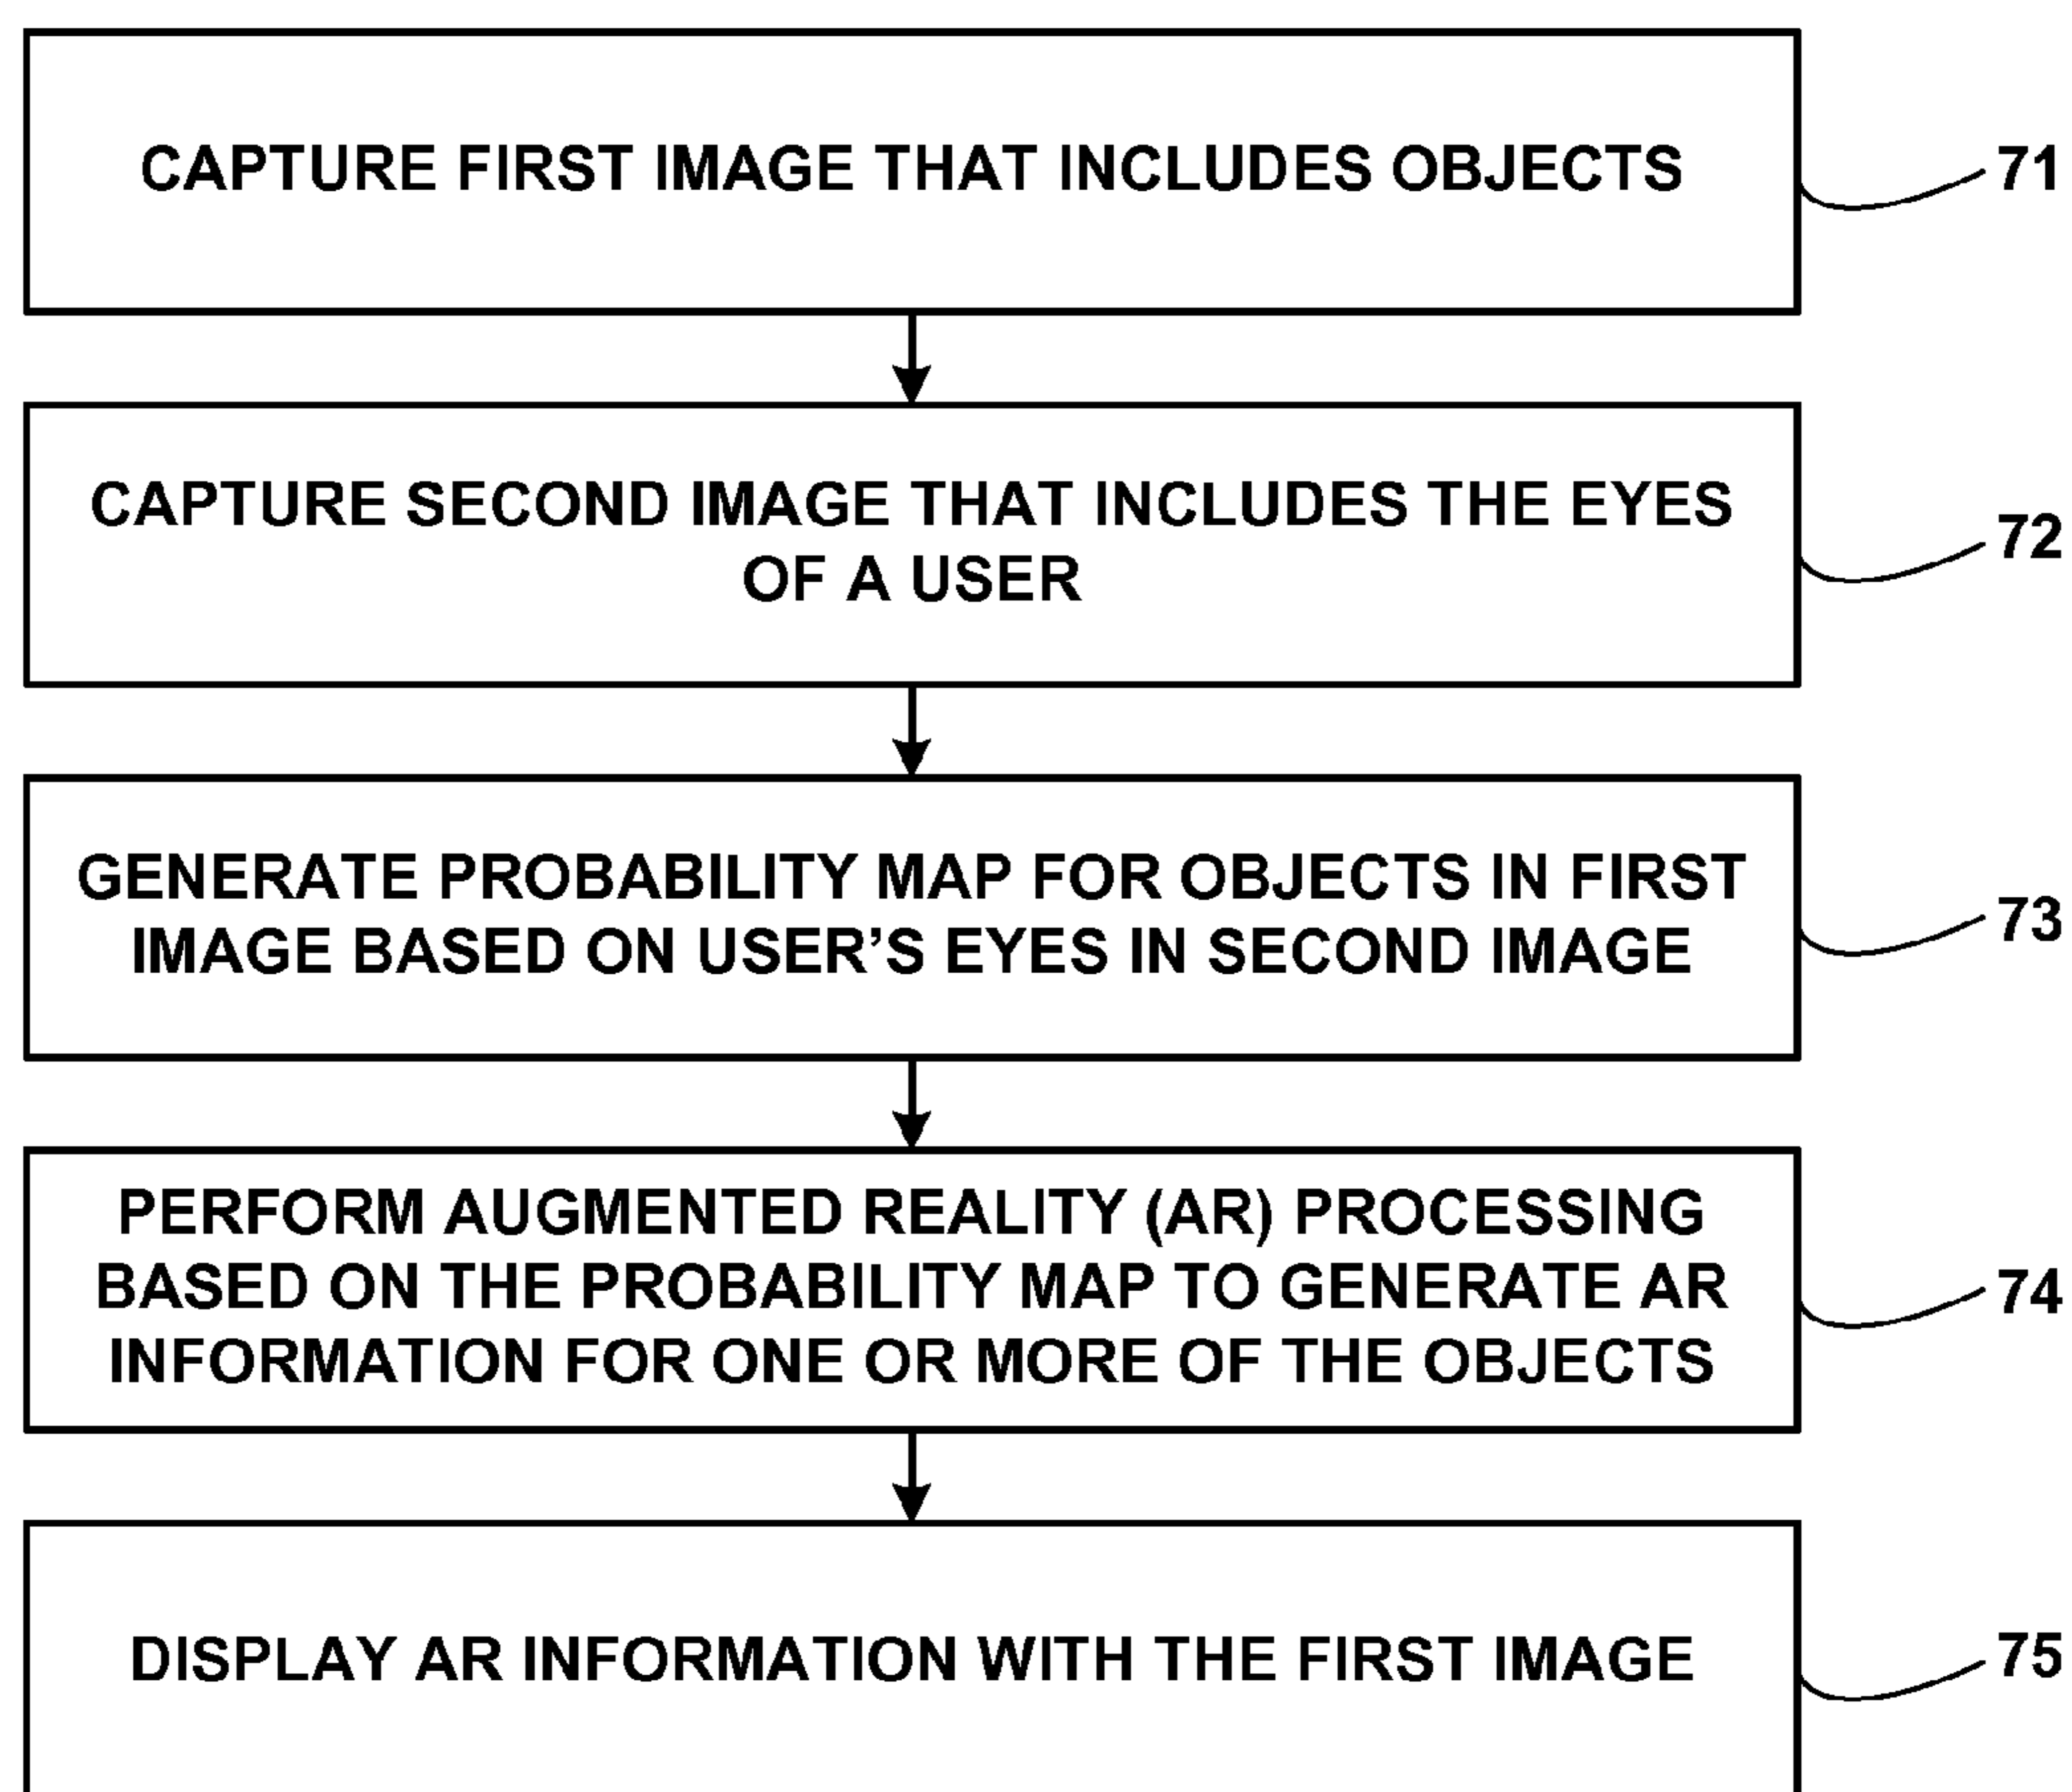 CAPTURE FIRST IMAGE THAT INCLUDES OBJECTS
71
CAPTURE SECOND IMAGE THAT INCLUDES THE EYES
OF A USER
72
GENERATE PROBABILITY MAP FOR OBJECTS IN FIRST
IMAGE BASED ON USER’S EYES IN SECOND IMAGE
73
PERFORM AUGMENTED REALITY (AR) PROCESSING
BASED ON THE PROBABILITY MAP TO GENERATE AR
INFORMATION FOR ONE OR MORE OF THE OBJECTS
74
DISPLAY AR INFORMATION WITH THE FIRST IMAGE
75